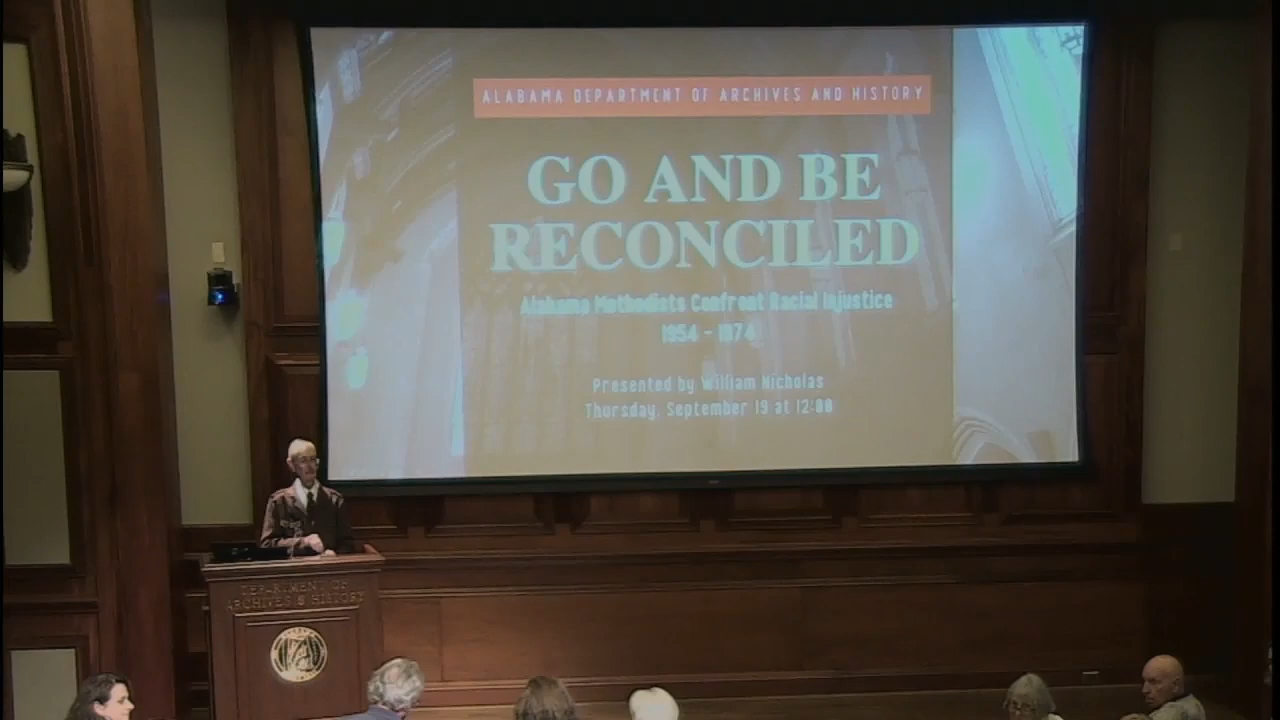 ALABAMA DEPARTMENT OF ARCHIVES AND HISTORY
GO AND BE
RECONCILED
Alabama Methodists Confront Racial Injustice
1954 - 1974
Presented by William Nicholas
Thursday, September 19 at 12:00
DEPARTMENT OF
ARCHIVES & HISTORY